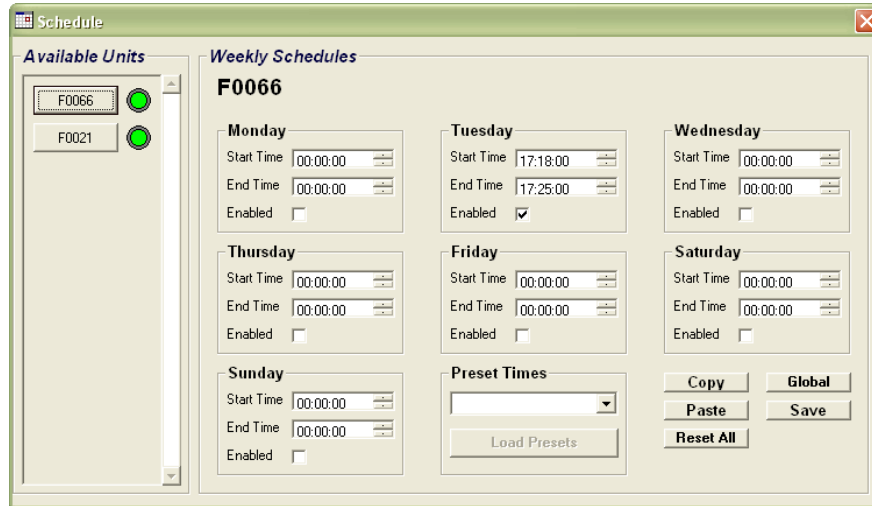 Schedule
Available Units
F0066
F0021
Weekly Schedules
F0066
Monday
Start Time 00:00:00
End Time 00:00:00
Enabled
Tuesday
Start Time 17:18:00
End Time 17:25:00
Enabled
Wednesday
Start Time 00:00:00
End Time 00:00:00
Enabled
Thursday
Start Time 00:00:00
End Time 00:00:00
Enabled
Friday
Start Time 00:00:00
End Time 00:00:00
Enabled
Saturday
Start Time 00:00:00
End Time 00:00:00
Enabled
Sunday
Start Time 00:00:00
End Time 00:00:00
Enabled
Preset Times
Load Presets
Copy Global
Paste Save
Reset All